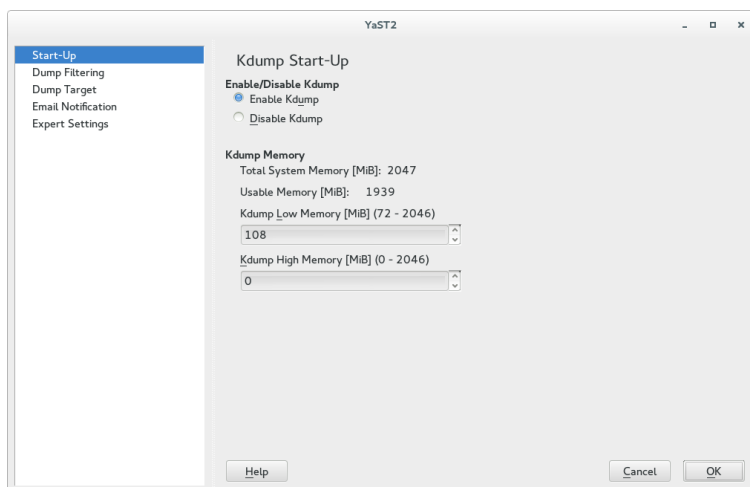 YaST2
Start-Up
Dump Filtering
Dump Target
Email Notification
Expert Settings
Kdump Start-Up
Enable/Disable Kdump
Enable Kdump
Disable Kdump
Kdump Memory
Total System Memory [MiB]: 2047
Usable Memory [MiB]: 1939
Kdump Low Memory [MiB] (72 - 2046)
108
Kdump High Memory [MiB] (0 - 2046)
0
Help
Cancel
OK